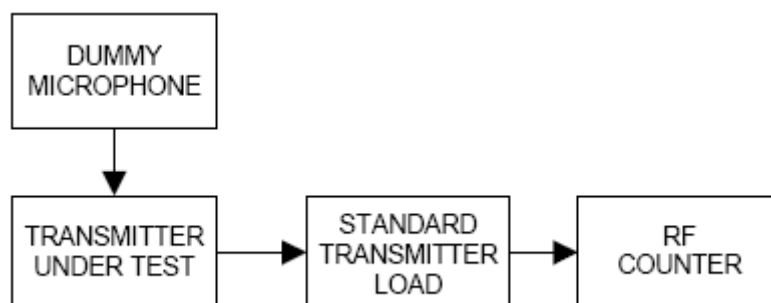 DUMMY
MICROPHONE
TRANSMITTER
UNDER TEST
STANDARD
TRANSMITTER
LOAD
RF
COUNTER